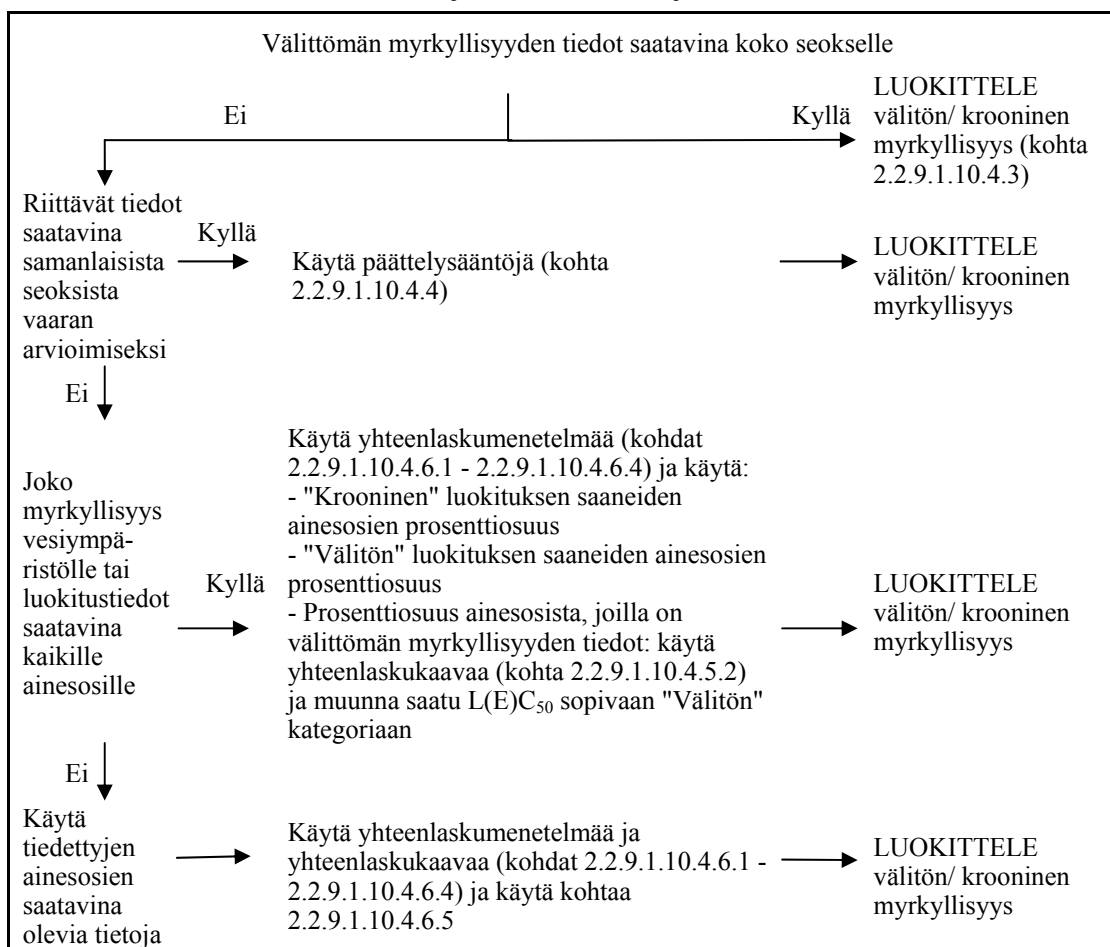 Välittömän myrkyllisyyden tiedot saatavina koko seokselle
Ei
Kyllä
LUOKITTELE
välitön/ krooninen
myrkyllisyys (kohta
2.2.9.1.10.4.3)
Riittävät tiedot
saatavina
samanlaisista
seoksista
vaaran
arvioimiseksi
Kyllä
Käytä päättelysääntöjä (kohta
2.2.9.1.10.4.4)
LUOKITTELE
välitön/ krooninen
myrkyllisyys
Ei
Joko
myrkyllisyys
vesiympä-
ristölle tai
luokitustiedot
saatavina
kaikille
ainesosille
Kyllä
Käytä yhteenlaskumenetelmää (kohdat
2.2.9.1.10.4.6.1 - 2.2.9.1.10.4.6.4) ja käytä:
- "Krooninen" luokituksen saaneiden
ainesosien prosenttiosuus
- "Välitön" luokituksen saaneiden ainesosien
prosenttiosuus
- Prosenttiosuus ainesosista, joilla on
välittömän myrkyllisyyden tiedot: käytä
yhteenlaskukaavaa (kohta 2.2.9.1.10.4.5.2)
ja muunna saatu L(E)C50 sopivaan "Välitön"
kategoriaan
LUOKITTELE
välitön/ krooninen
myrkyllisyys
Ei
Käytä
tiedettyjen
ainesosien
saatavina
olevia tietoja
Käytä yhteenlaskumenetelmää ja
yhteenlaskukaavaa (kohdat 2.2.9.1.10.4.6.1 -
2.2.9.1.10.4.6.4) ja käytä kohtaa
2.2.9.1.10.4.6.5
LUOKITTELE
välitön/ krooninen
myrkyllisyys